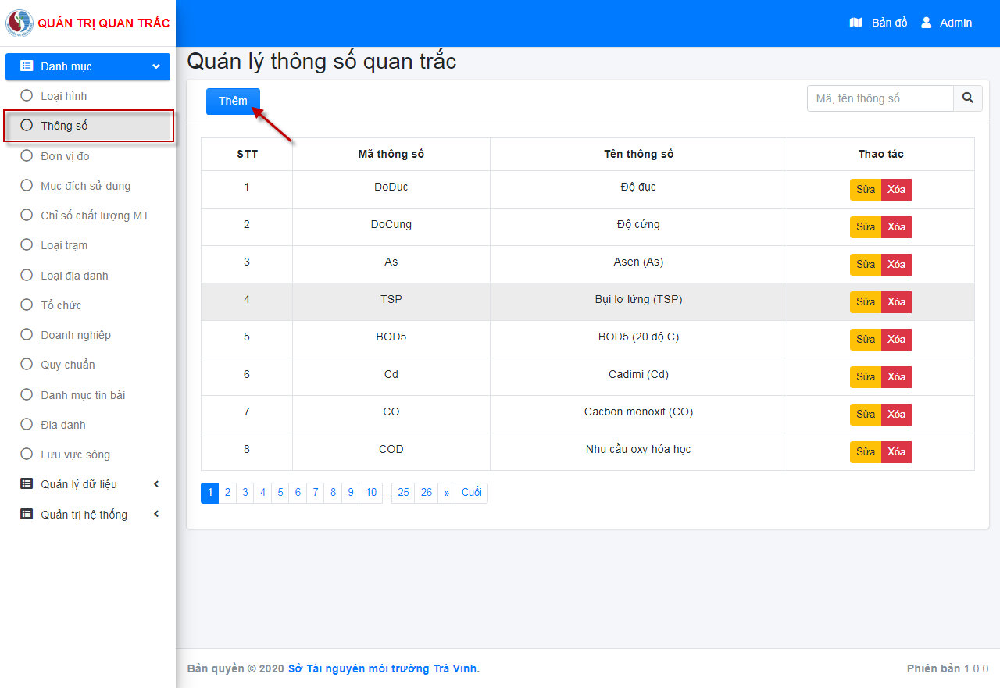 QUẢN TRỊ QUAN TRẮC
Bản đồ Admin
Danh mục
Loại hình
Thông số
Đơn vị đo
Mục đích sử dụng
Chỉ số chất lượng MT
Loại trạm
Loại địa danh
Tổ chức
Doanh nghiệp
Quy chuẩn
Danh mục tin bài
Địa danh
Lưu vực sông
Quản lý dữ liệu
Quản trị hệ thống
Quản lý thông số quan trắc
Thêm Mã, tên thông số
STT Mã thông số Tên thông số Thao tác
1 DoDuc Độ đục Sửa Xóa
2 DoCung Độ cứng Sửa Xóa
3 As Asen (As) Sửa Xóa
4 TSP Bụi lơ lửng (TSP) Sửa Xóa
5 BOD5 BOD5 (20 độ C) Sửa Xóa
6 Cd Cadimi (Cd) Sửa Xóa
7 CO Cacbon monoxit (CO) Sửa Xóa
8 COD Nhu cầu oxy hóa học Sửa Xóa
1 2 3 4 5 6 7 8 9 10 ... 25 26 » Cuối
Bản quyền © 2020 Sở Tài nguyên môi trường Trà Vinh. Phiên bản 1.0.0